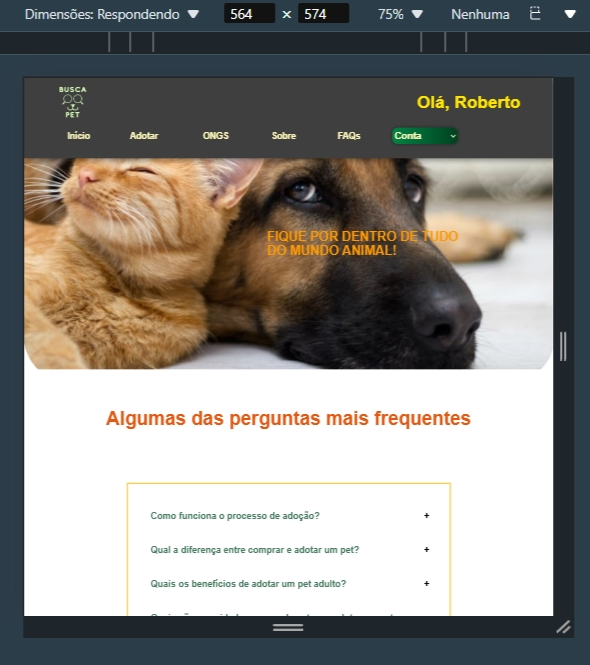 Dimensões: Respondendo 564 × 574 75% Nenhuma
BUSCA
PET
Olá, Roberto
Início Adotar ONGS Sobre FAQs Conta
FIQUE POR DENTRO DE TUDO
DO MUNDO ANIMAL!
Algumas das perguntas mais frequentes
Como funciona o processo de adoção? +
Qual a diferença entre comprar e adotar um pet? +
Quais os benefícios de adotar um pet adulto? +